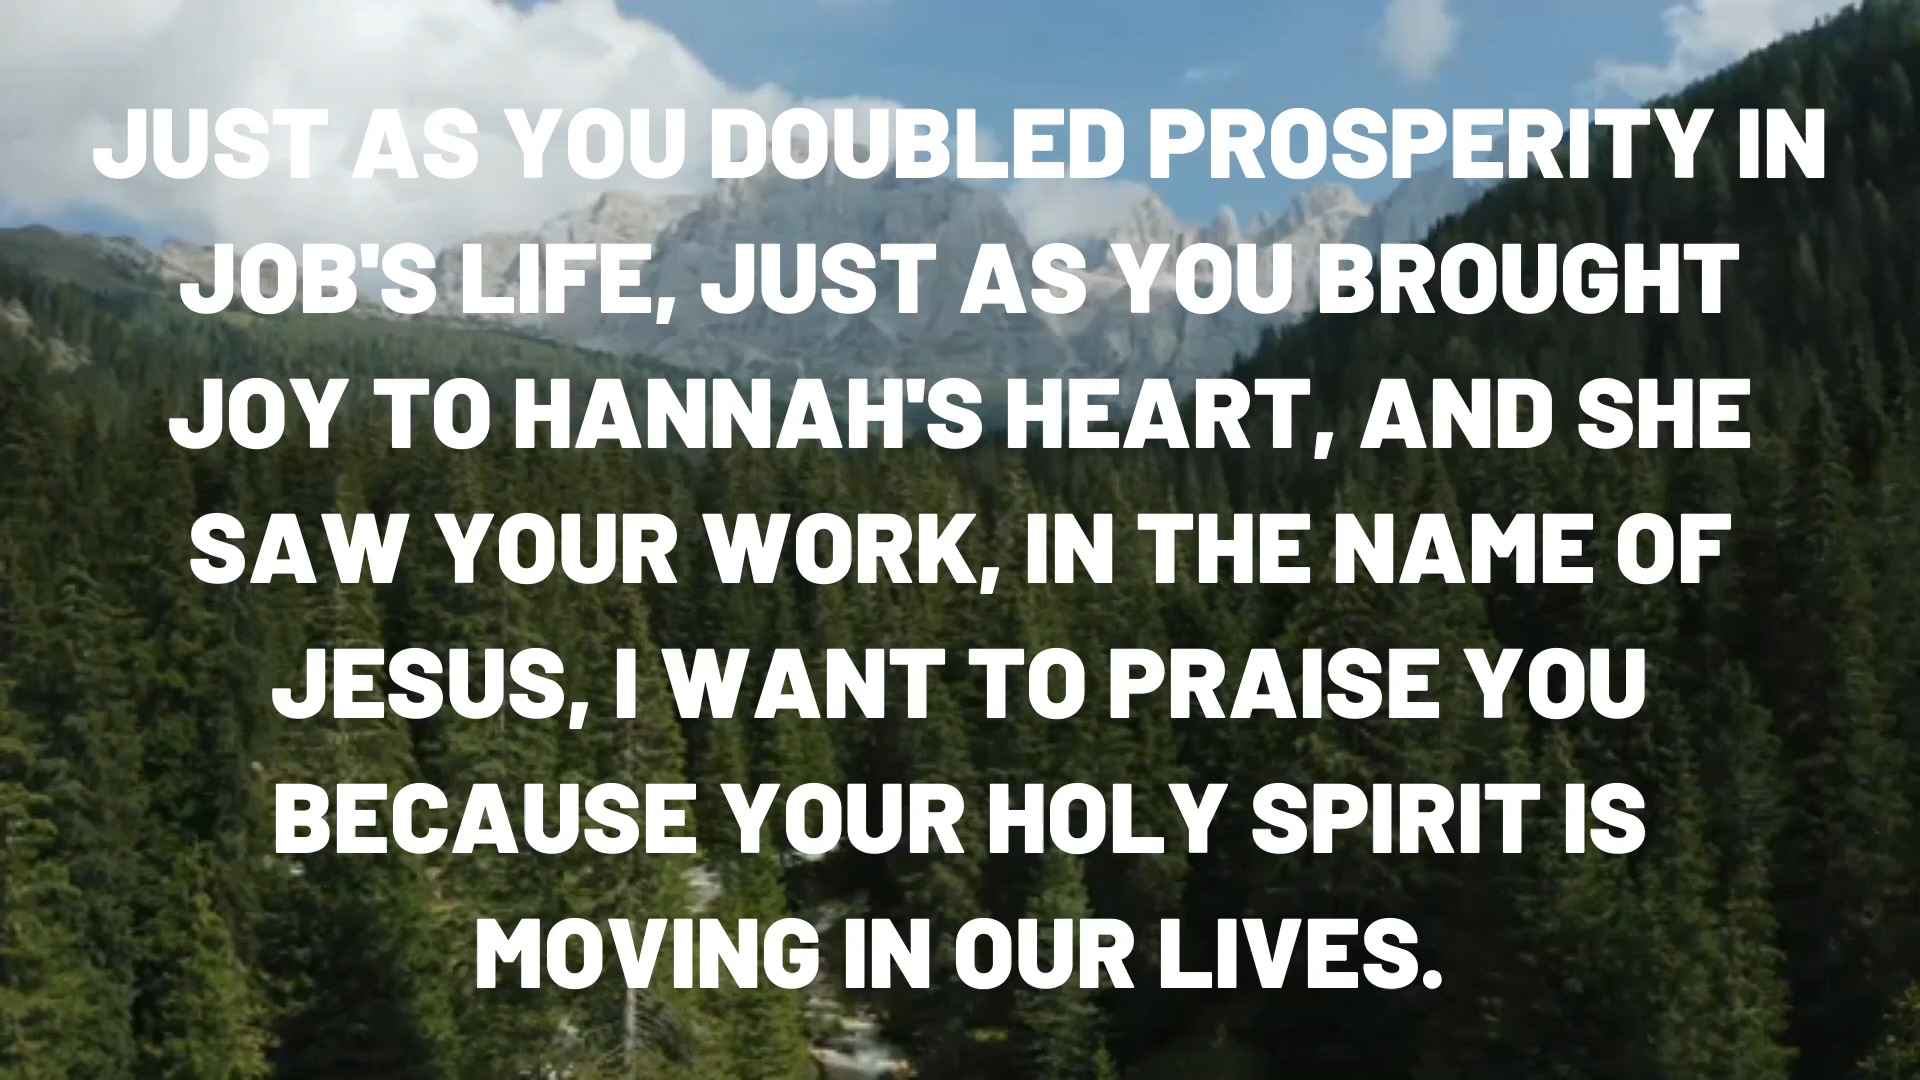 JUST AS YOU DOUBLED PROSPERITY IN
JOB'S LIFE, JUST AS YOU BROUGHT
JOY TO HANNAH'S HEART, AND SHE
SAW YOUR WORK, IN THE NAME OF
JESUS, I WANT TO PRAISE YOU
BECAUSE YOUR HOLY SPIRIT IS
MOVING IN OUR LIVES.